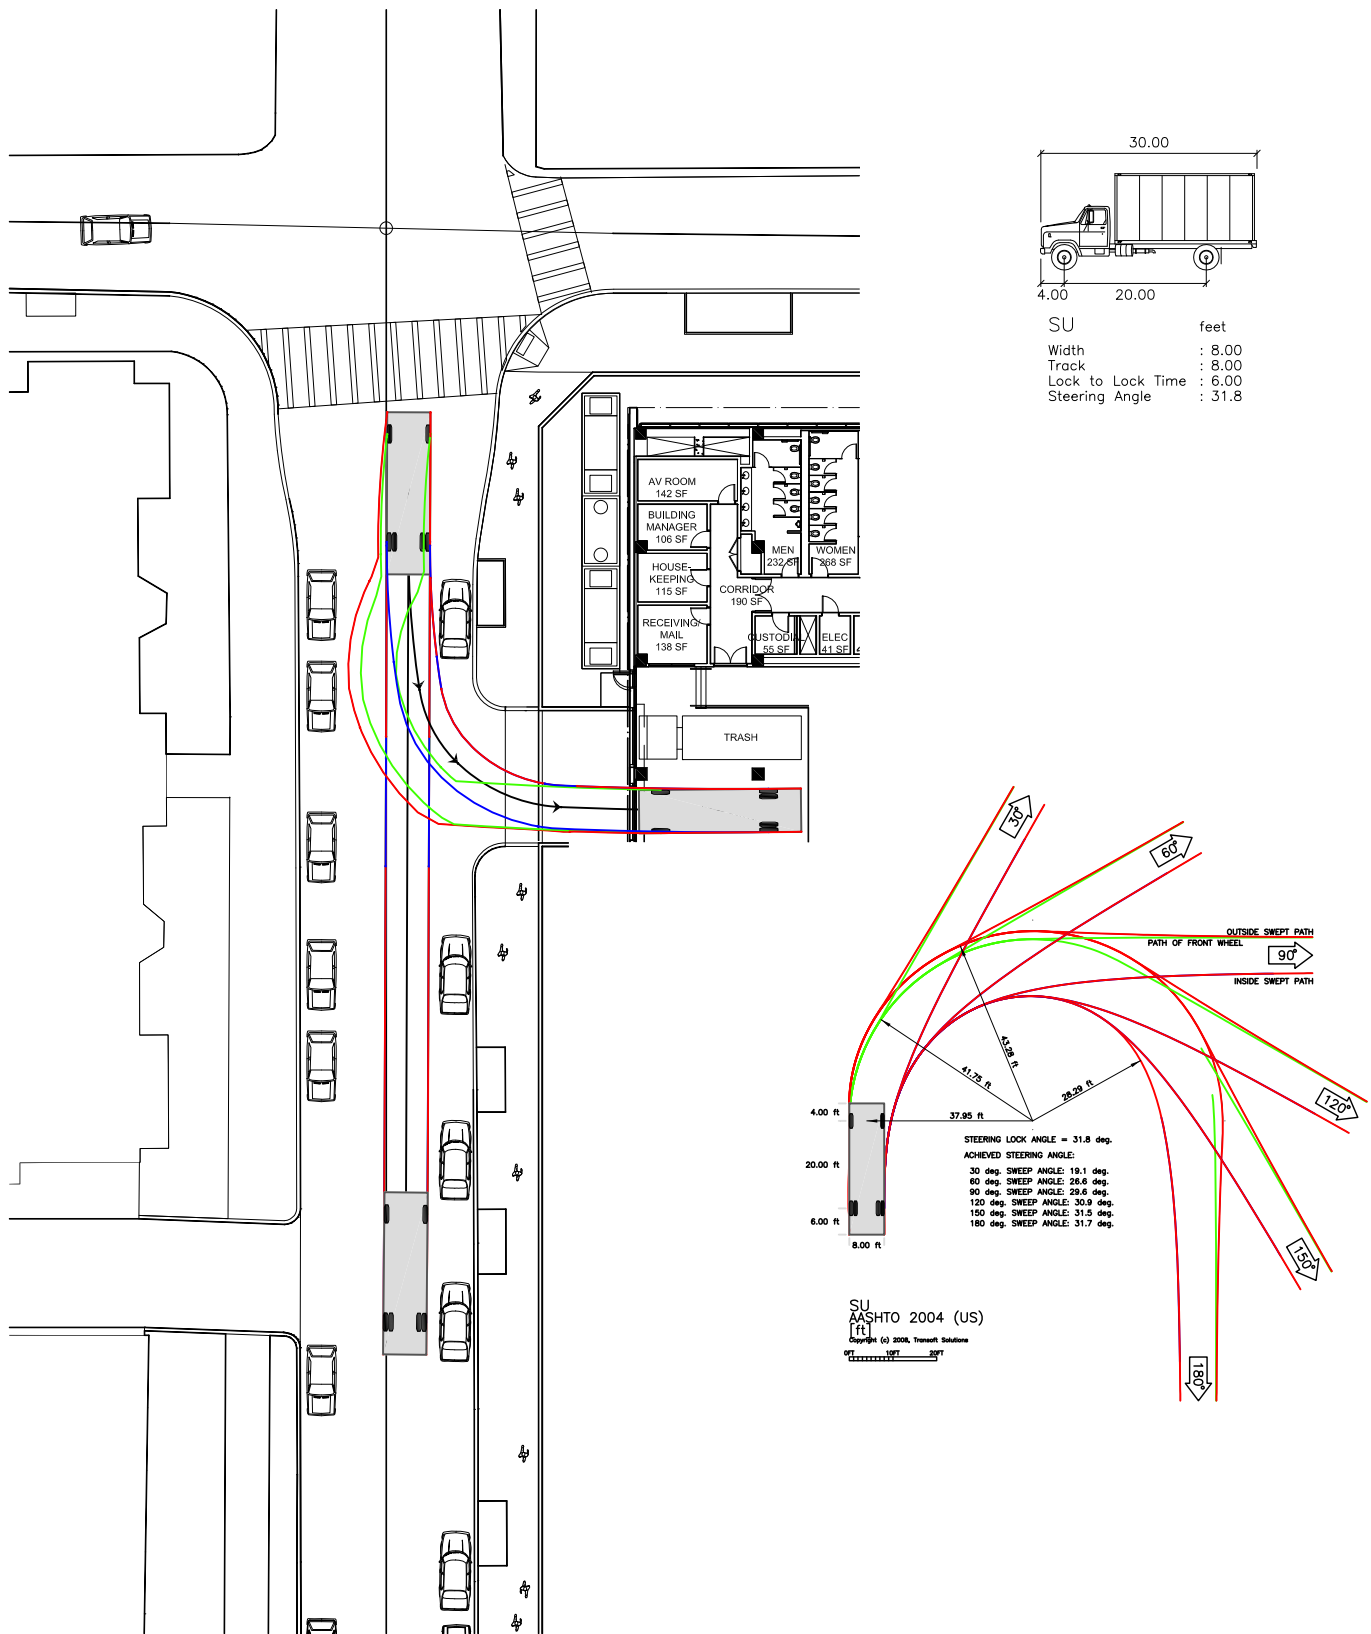 30.00
4.00
20.00
SU
feet
Width : 8.00
Track : 8.00
Lock to Lock Time : 6.00
Steering Angle : 31.8
AV ROOM
142 SF
BUILDING
MANAGER
106 SF
HOUSE-
KEEPING
115 SF
RECEIVING/
MAIL
138 SF
CORRIDOR
190 SF
MEN
232 SF
WOMEN
268 SF
CUSTODIAL
55 SF
ELEC
41 SF
4
TRASH
30°
60°
OUTSIDE SWEPT PATH
PATH OF FRONT WHEEL
90°
INSIDE SWEPT PATH
120°
150°
180°
43.28 ft
41.75 ft
28.29 ft
37.95 ft
4.00 ft
20.00 ft
6.00 ft
8.00 ft
STEERING LOCK ANGLE = 31.8 deg.
ACHIEVED STEERING ANGLE:
30 deg. SWEEP ANGLE: 19.1 deg.
60 deg. SWEEP ANGLE: 26.6 deg.
90 deg. SWEEP ANGLE: 29.6 deg.
120 deg. SWEEP ANGLE: 30.9 deg.
150 deg. SWEEP ANGLE: 31.5 deg.
180 deg. SWEEP ANGLE: 31.7 deg.
SU
AASHTO 2004 (US)
[ft]
Copyright (c) 2008, Transoft Solutions
0FT 10FT 20FT